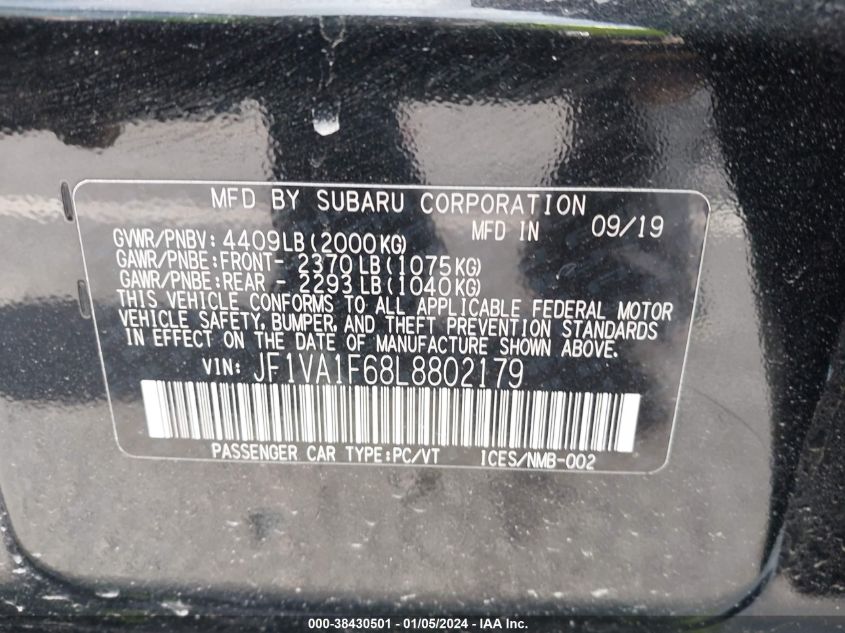 MFD BY SUBARU CORPORATION
GVWR/PNBV: 4409LB(2000KG) MFD IN 09/19
GAWR/PNBE:FRONT- 2370LB(1075KG)
GAWR/PNBE:REAR - 2293LB(1040KG)
THIS VEHICLE CONFORMS TO ALL APPLICABLE FEDERAL MOTOR
VEHICLE SAFETY, BUMPER, AND THEFT PREVENTION STANDARDS
IN EFFECT ON THE DATE OF MANUFACTURE SHOWN ABOVE.
VIN: JF1VA1F68L8802179
PASSENGER CAR TYPE:PC/VT ICES/NMB-002
000-38430501 - 01/05/2024 - © IAA Inc.